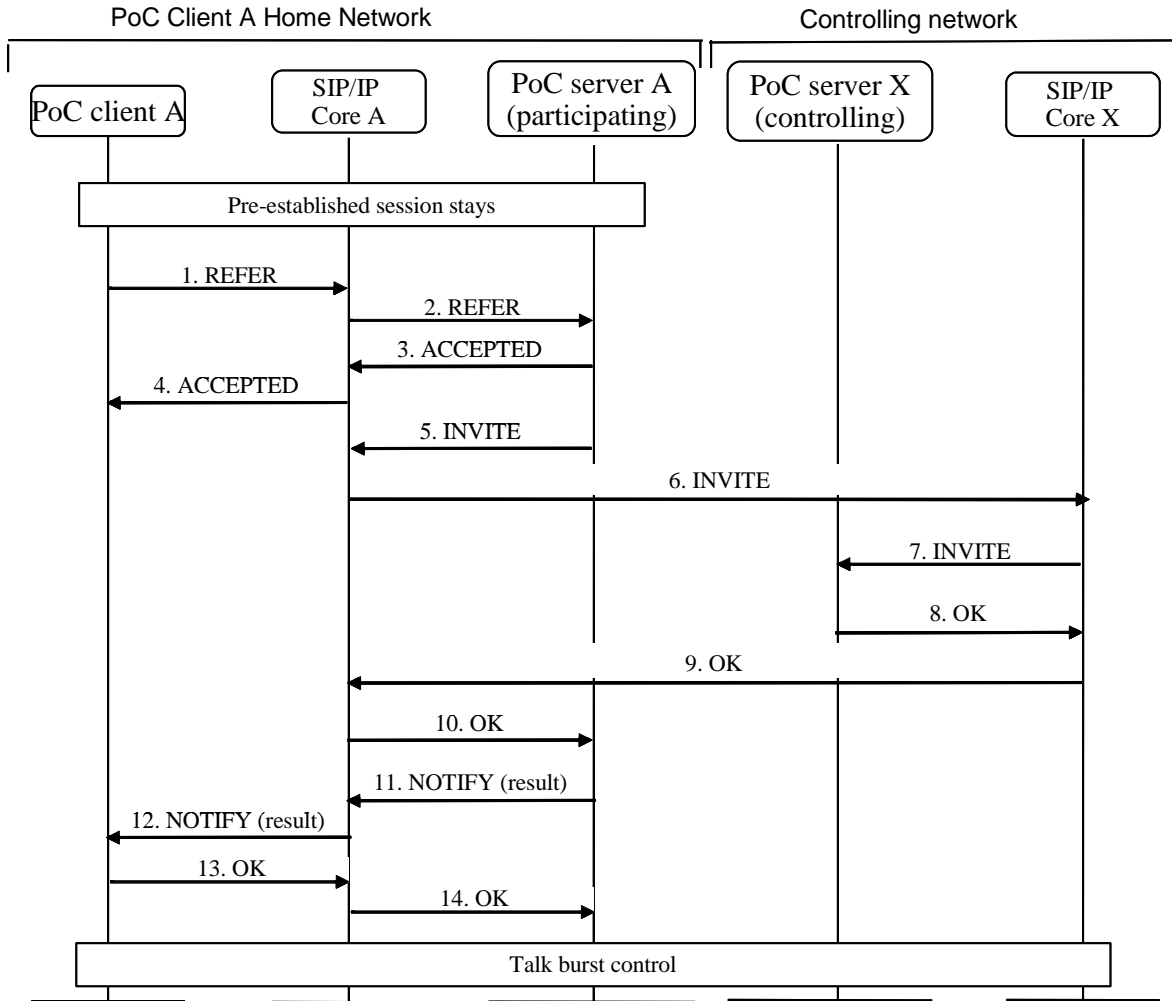 PoC Client A Home Network
Controlling network
PoC client A
SIP/IP
Core A
PoC server A
(participating)
PoC server X
(controlling)
SIP/IP
Core X
Pre-established session stays
1. REFER
2. REFER
3. ACCEPTED
4. ACCEPTED
5. INVITE
6. INVITE
7. INVITE
8. OK
9. OK
10. OK
11. NOTIFY (result)
12. NOTIFY (result)
13. OK
14. OK
Talk burst control